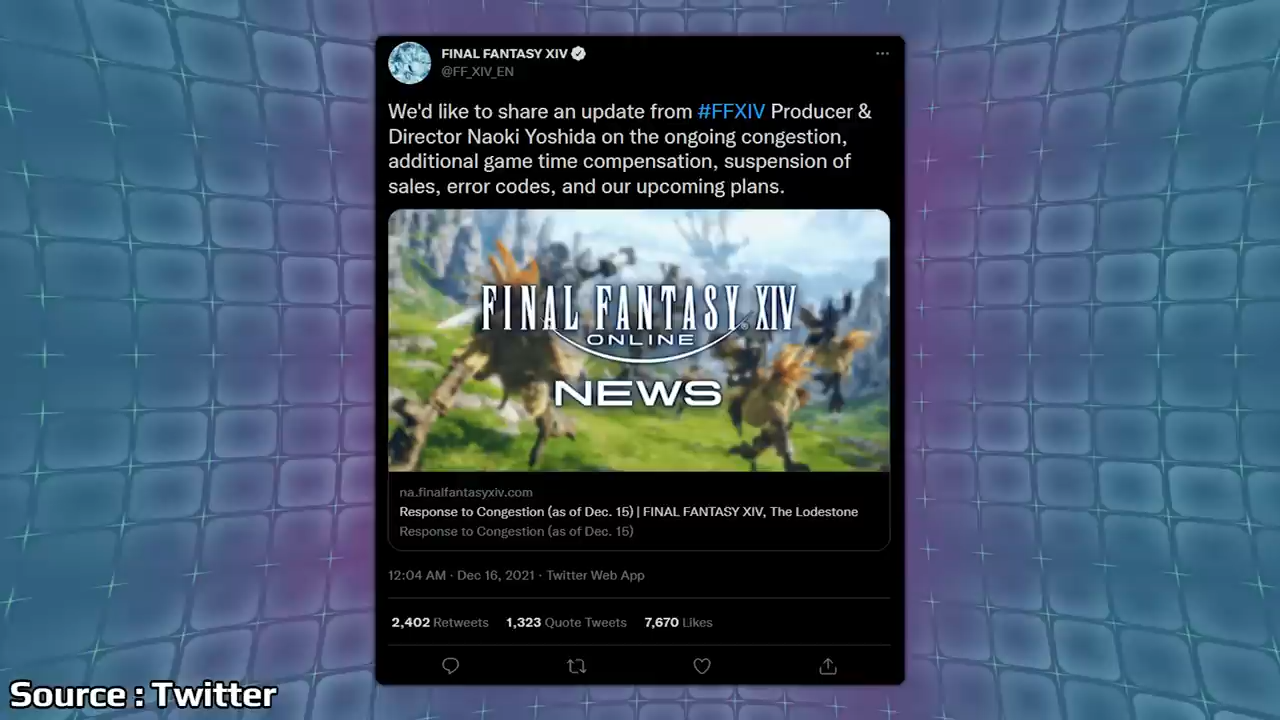 FINAL FANTASY XIV
@FF_XIV_EN
We'd like to share an update from #FFXIV Producer &
Director Naoki Yoshida on the ongoing congestion,
additional game time compensation, suspension of
sales, error codes, and our upcoming plans.
FINAL FANTASY XIV
ONLINE
NEWS
na.finalfantasyxiv.com
Response to Congestion (as of Dec. 15) | FINAL FANTASY XIV, The Lodestone
Response to Congestion (as of Dec. 15)
12:04 AM · Dec 16, 2021 · Twitter Web App
2,402 Retweets 1,323 Quote Tweets 7,670 Likes
Source : Twitter